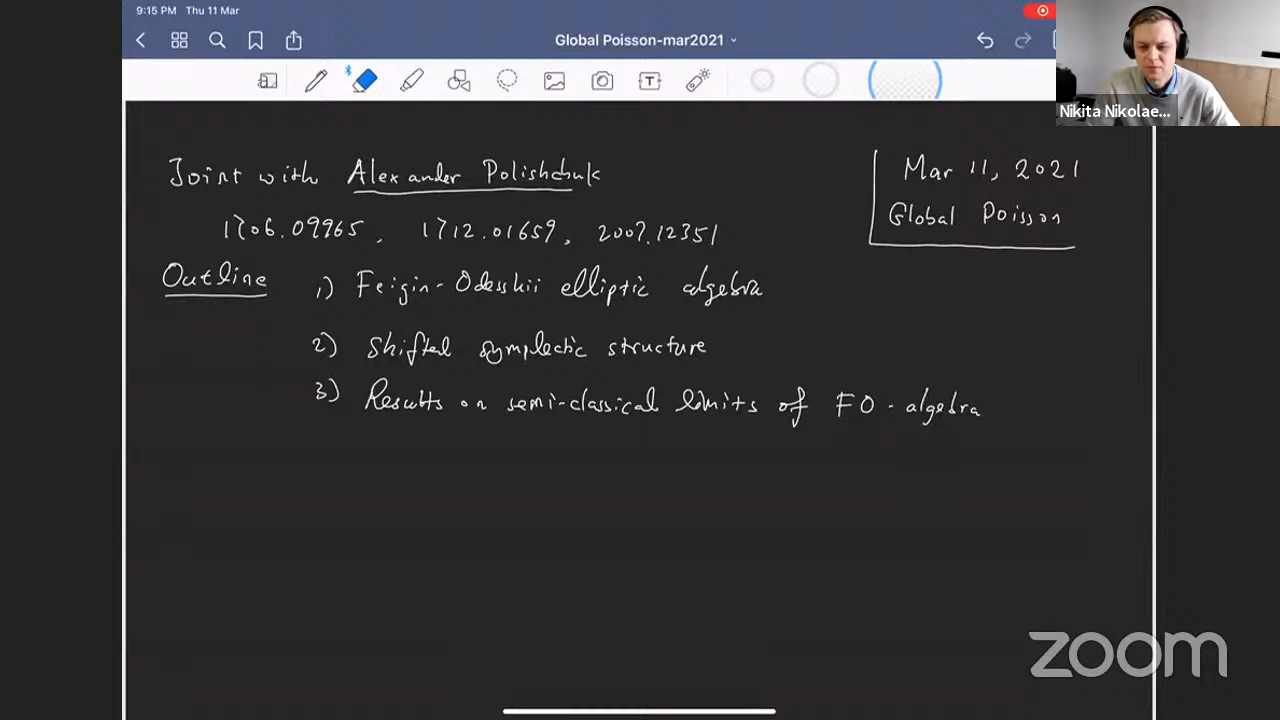 9:15 PM Thu 11 Mar
Global Poisson-mar2021
Nikita Nikolae...
Joint with Alexander Polishchuk
Mar 11, 2021
Global Poisson
1706.09965, 1712.01659, 2007.12351
Outline 1) Feigin-Odesskii elliptic algebra
2) Shifted symplectic structure
3) Results on semi-classical limits of FO-algebra
zoom